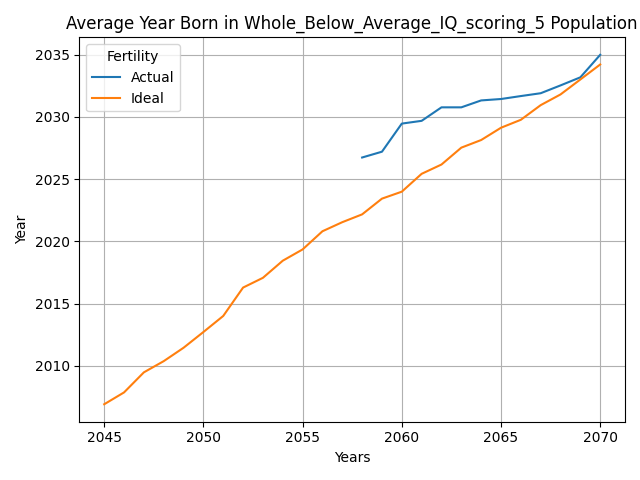 Average Year Born in Whole_Below_Average_IQ_scoring_5 Population
Fertility
Actual
Ideal
Year
2035
2030
2025
2020
2015
2010
2045 2050 2055 2060 2065 2070
Years